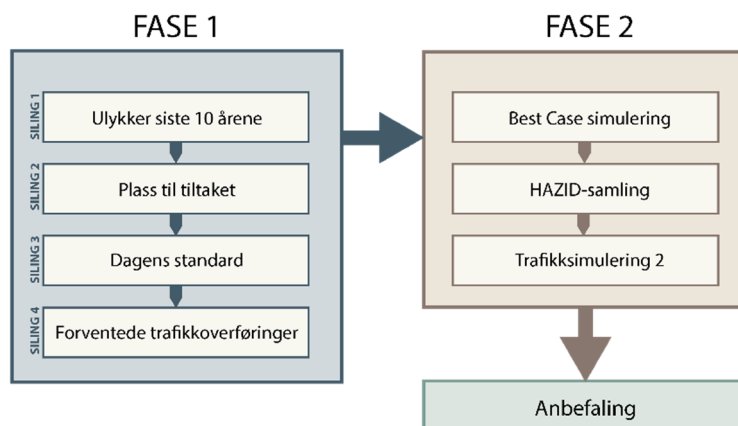 FASE 1
SILING 1
Ulykker siste 10 årene
SILING 2
Plass til tiltaket
SILING 3
Dagens standard
SILING 4
Forventede trafikkoverføringer
FASE 2
Best Case simulering
HAZID-samling
Trafikksimulering 2
Anbefaling